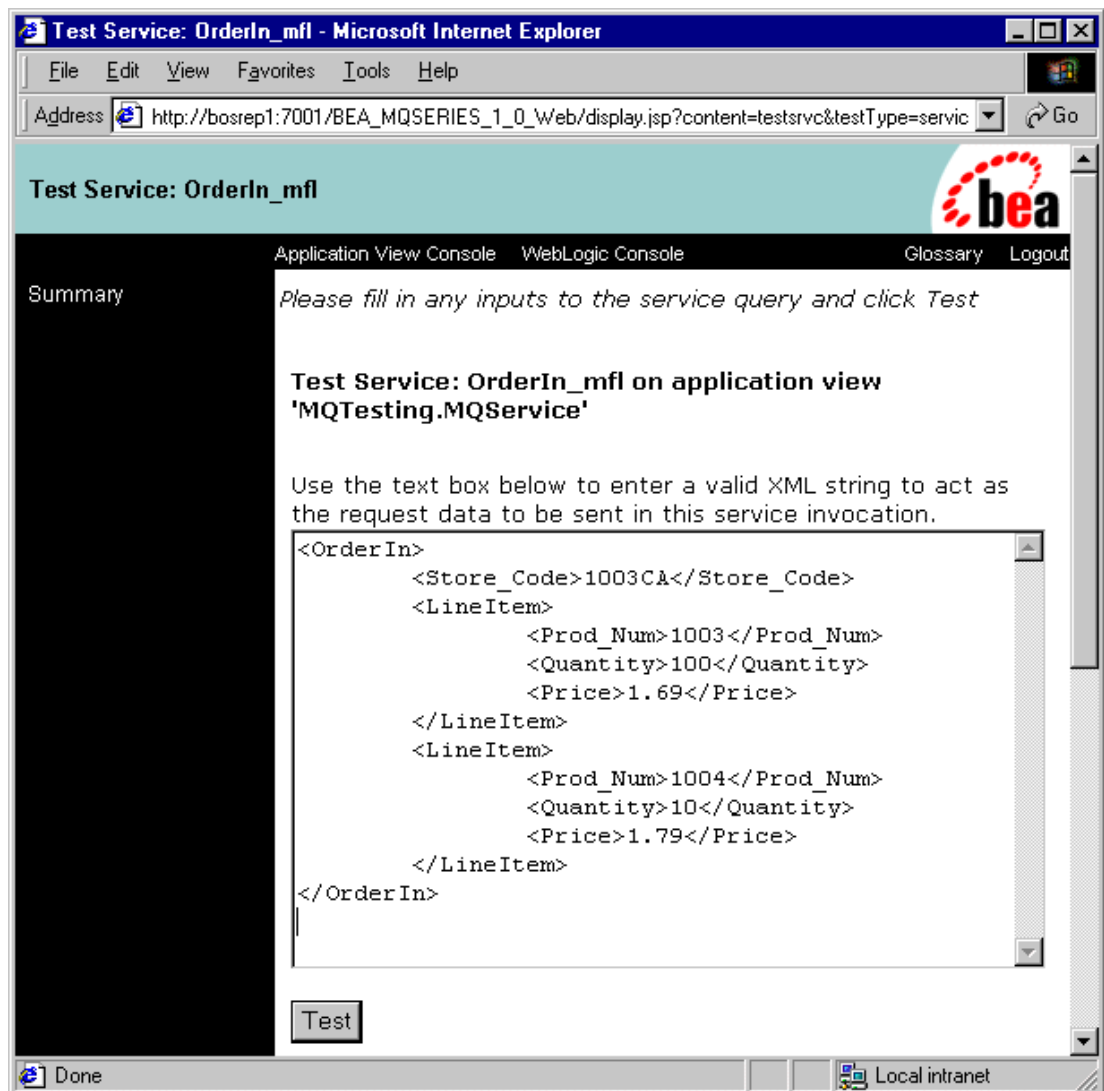 Test Service: OrderIn_mfl - Microsoft Internet Explorer
File Edit View Favorites Tools Help
Address http://bosrep1:7001/BEA_MQSERIES_1_0_Web/display.jsp?content=testsrvc&testType=servic Go
Test Service: OrderIn_mfl
bea
Application View Console WebLogic Console Glossary Logout
Summary
Please fill in any inputs to the service query and click Test
Test Service: OrderIn_mfl on application view
'MQTesting.MQService'
Use the text box below to enter a valid XML string to act as
the request data to be sent in this service invocation.
<OrderIn>
<Store_Code>1003CA</Store_Code>
<LineItem>
<Prod_Num>1003</Prod_Num>
<Quantity>100</Quantity>
<Price>1.69</Price>
</LineItem>
<LineItem>
<Prod_Num>1004</Prod_Num>
<Quantity>10</Quantity>
<Price>1.79</Price>
</LineItem>
</OrderIn>
Test
Done Local intranet